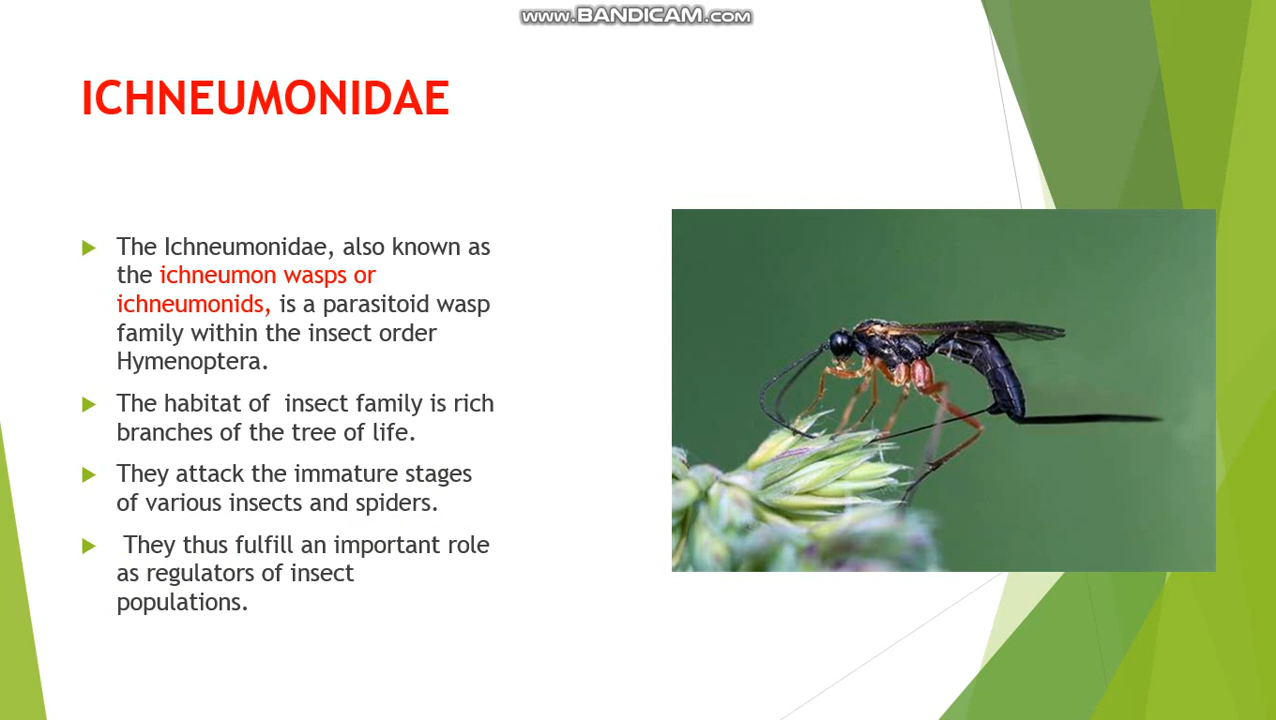 www.BANDICAM.com
ICHNEUMONIDAE
The Ichneumonidae, also known as
the ichneumon wasps or
ichneumonids, is a parasitoid wasp
family within the insect order
Hymenoptera.
The habitat of  insect family is rich
branches of the tree of life.
They attack the immature stages
of various insects and spiders.
They thus fulfill an important role
as regulators of insect
populations.